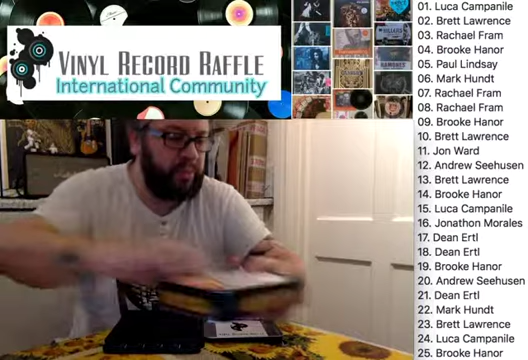 VINYL RECORD RAFFLE
International Community
01. Luca Campanile
02. Brett Lawrence
03. Rachael Fram
04. Brooke Hanor
05. Paul Lindsay
06. Mark Hundt
07. Rachael Fram
08. Rachael Fram
09. Brooke Hanor
10. Brett Lawrence
11. Jon Ward
12. Andrew Seehusen
13. Brett Lawrence
14. Brooke Hanor
15. Luca Campanile
16. Jonathon Morales
17. Dean Ertl
18. Dean Ertl
19. Brooke Hanor
20. Andrew Seehusen
21. Dean Ertl
22. Mark Hundt
23. Brett Lawrence
24. Luca Campanile
25. Brooke Hanor